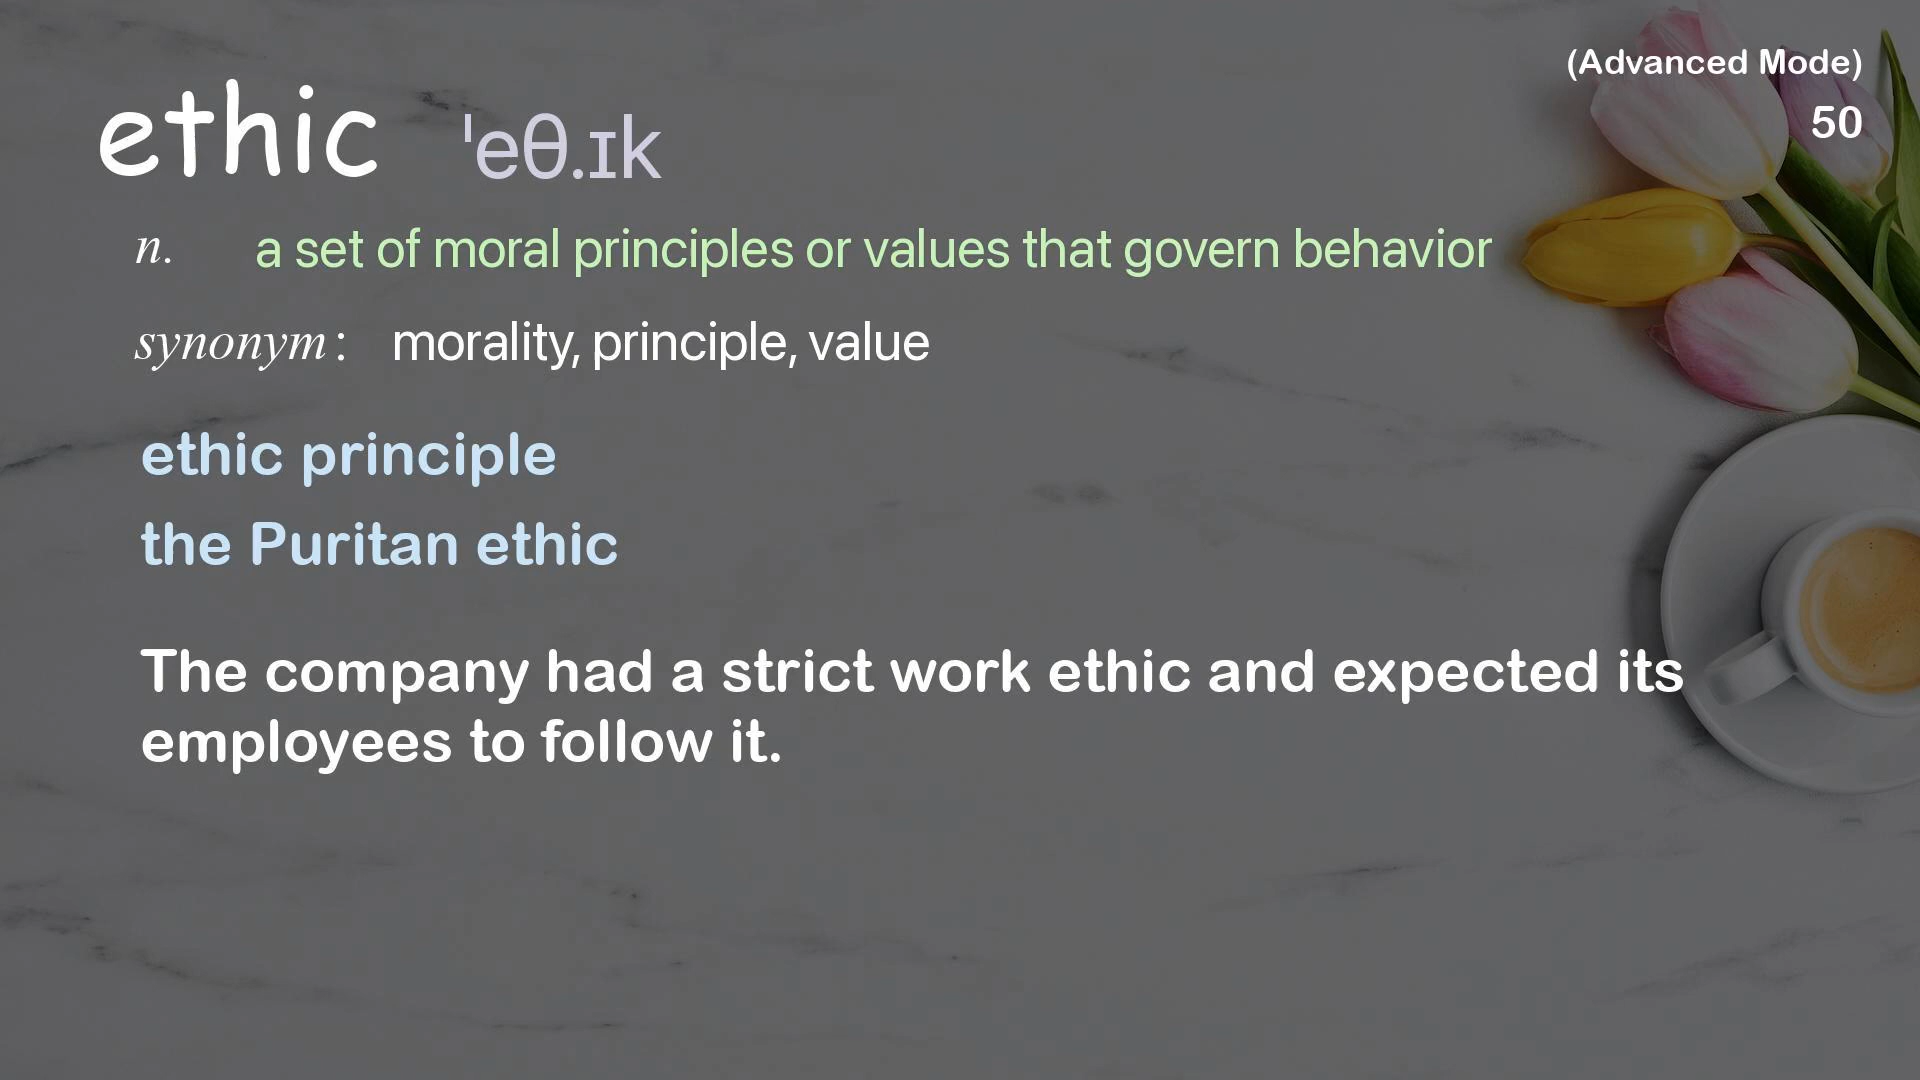 (Advanced Mode)
50
ethic ˈeθ.ɪk
n. a set of moral principles or values that govern behavior
synonym : morality, principle, value
ethic principle
the Puritan ethic
The company had a strict work ethic and expected its
employees to follow it.